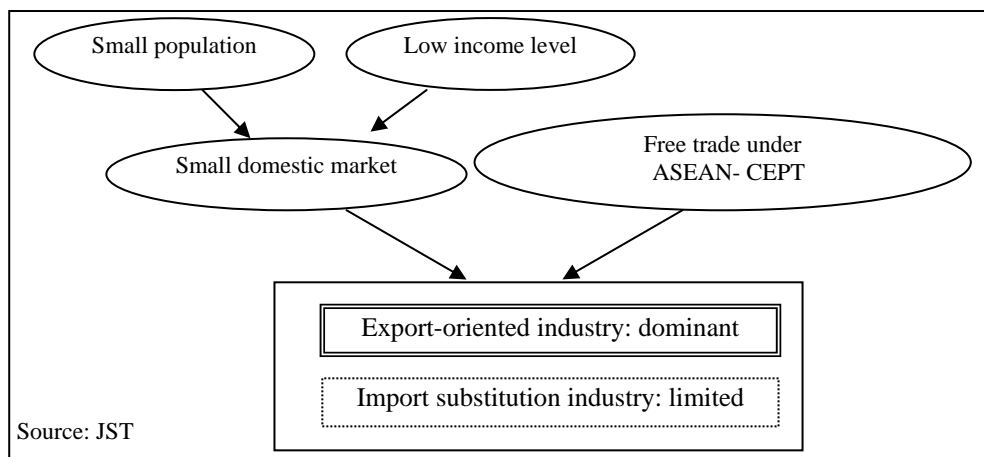 Small population
Low income level
Small domestic market
Free trade under
ASEAN- CEPT
Export-oriented industry: dominant
Import substitution industry: limited
Source: JST